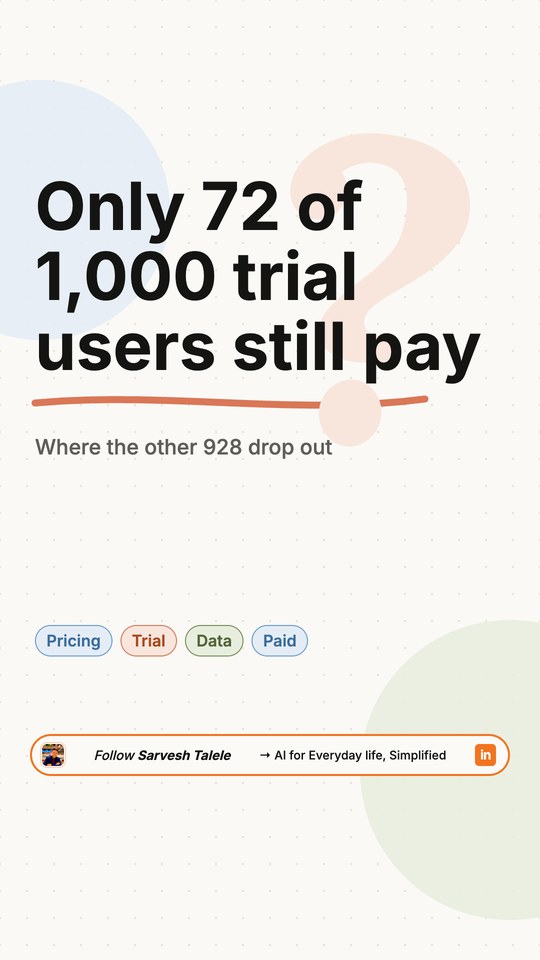 Only 72 of
1,000 trial
users still pay
?
Where the other 928 drop out
Pricing Trial Data Paid
Follow Sarvesh Talele → AI for Everyday life, Simplified in